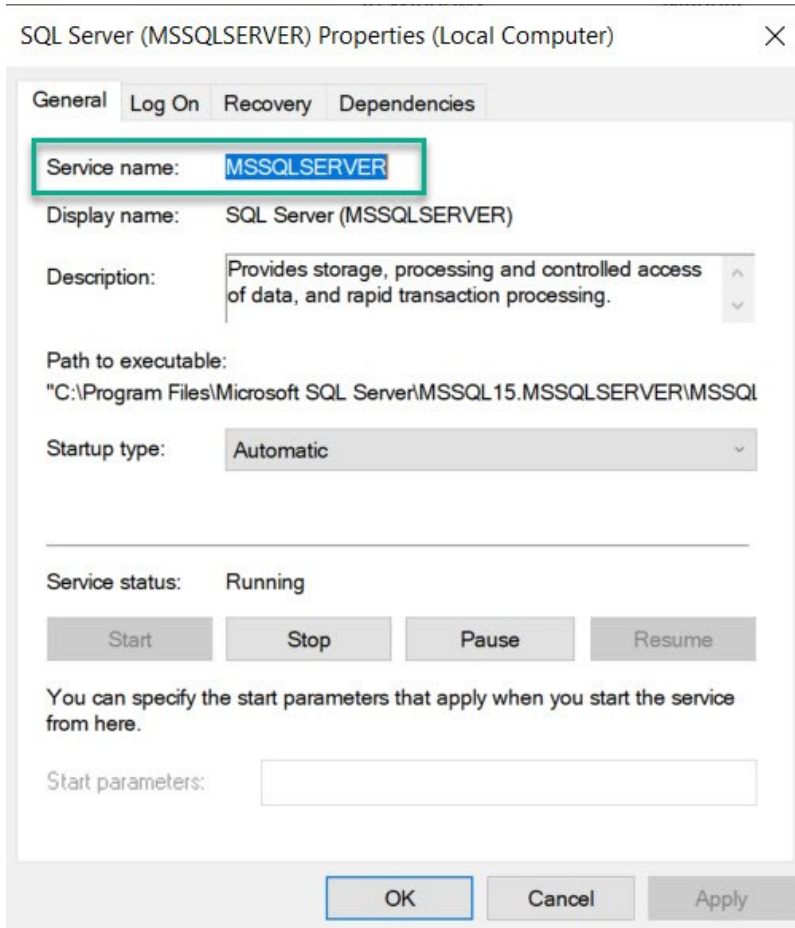 SQL Server (MSSQLSERVER) Properties (Local Computer)
General Log On Recovery Dependencies
Service name: MSSQLSERVER
Display name: SQL Server (MSSQLSERVER)
Description: Provides storage, processing and controlled access
of data, and rapid transaction processing.
Path to executable:
"C:\Program Files\Microsoft SQL Server\MSSQL15.MSSQLSERVER\MSSQL
Startup type: Automatic
Service status: Running
Start Stop Pause Resume
You can specify the start parameters that apply when you start the service
from here.
Start parameters:
OK Cancel Apply